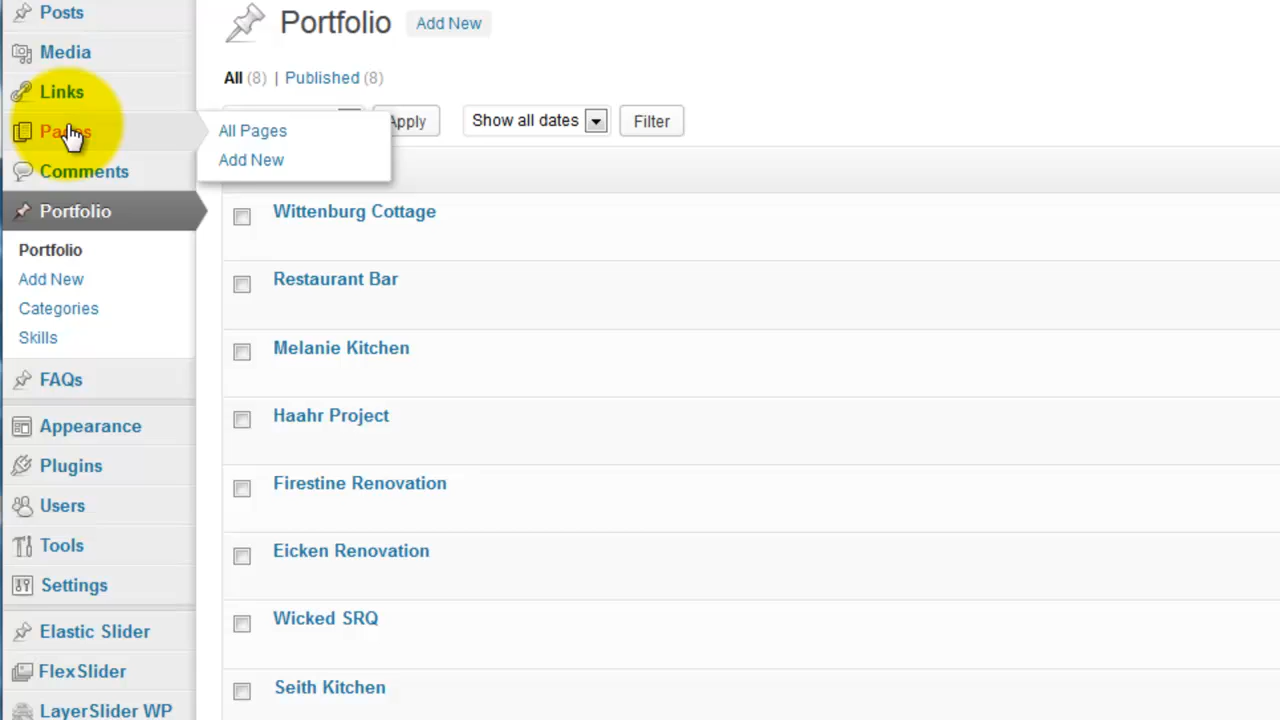 Posts
Media
Links
Pages
Comments
Portfolio
Portfolio
Add New
Categories
Skills
FAQs
Appearance
Plugins
Users
Tools
Settings
Elastic Slider
FlexSlider
LayerSlider WP
All Pages
Add New
Portfolio Add New
All (8) | Published (8)
Apply Show all dates Filter
Wittenburg Cottage
Restaurant Bar
Melanie Kitchen
Haahr Project
Firestine Renovation
Eicken Renovation
Wicked SRQ
Seith Kitchen